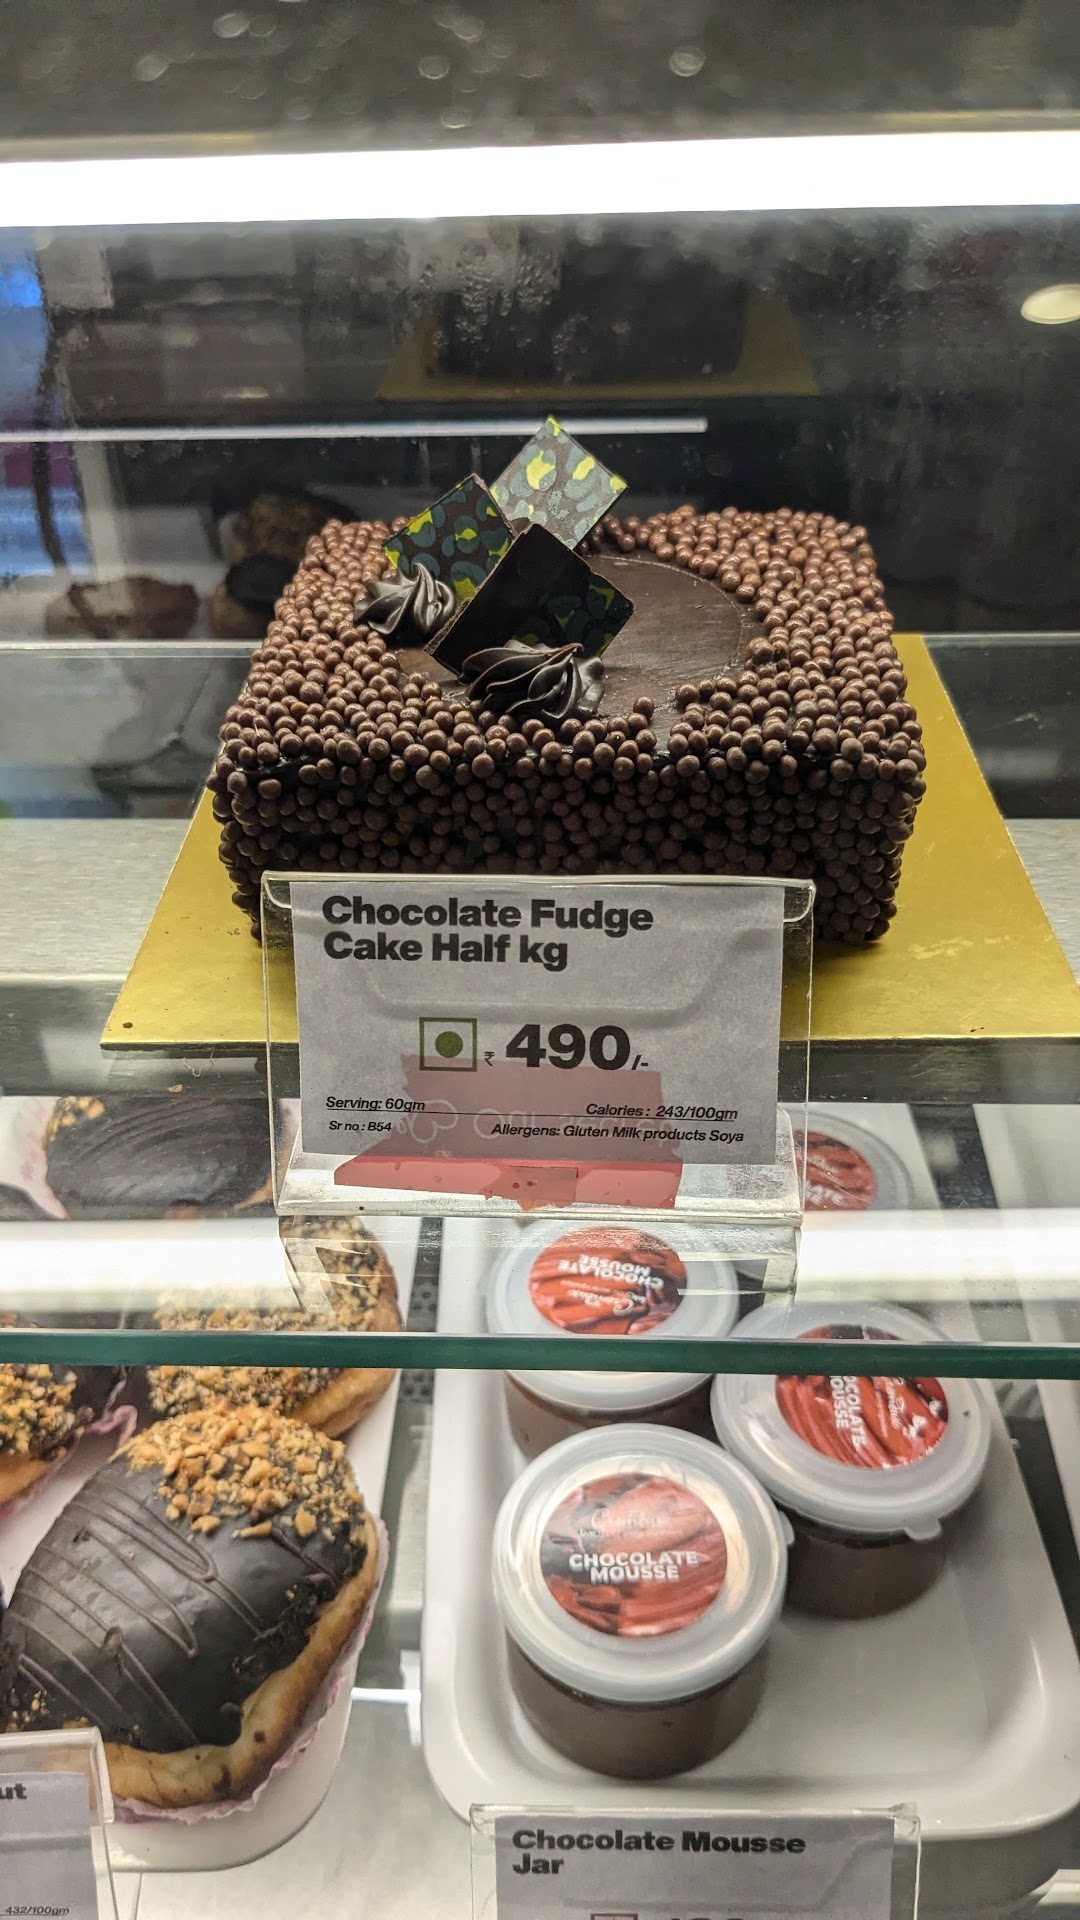 Chocolate Fudge
Cake Half kg
₹ 490/-
Serving: 60gm
Calories : 243/100gm
Sr no : B54
Allergens: Gluten Milk products Soya
CHOCOLATE
MOUSSE
CHOCOLATE
MOUSSE
CHOCOLATE
MOUSSE
Chocolate Mousse
Jar
432/100gm